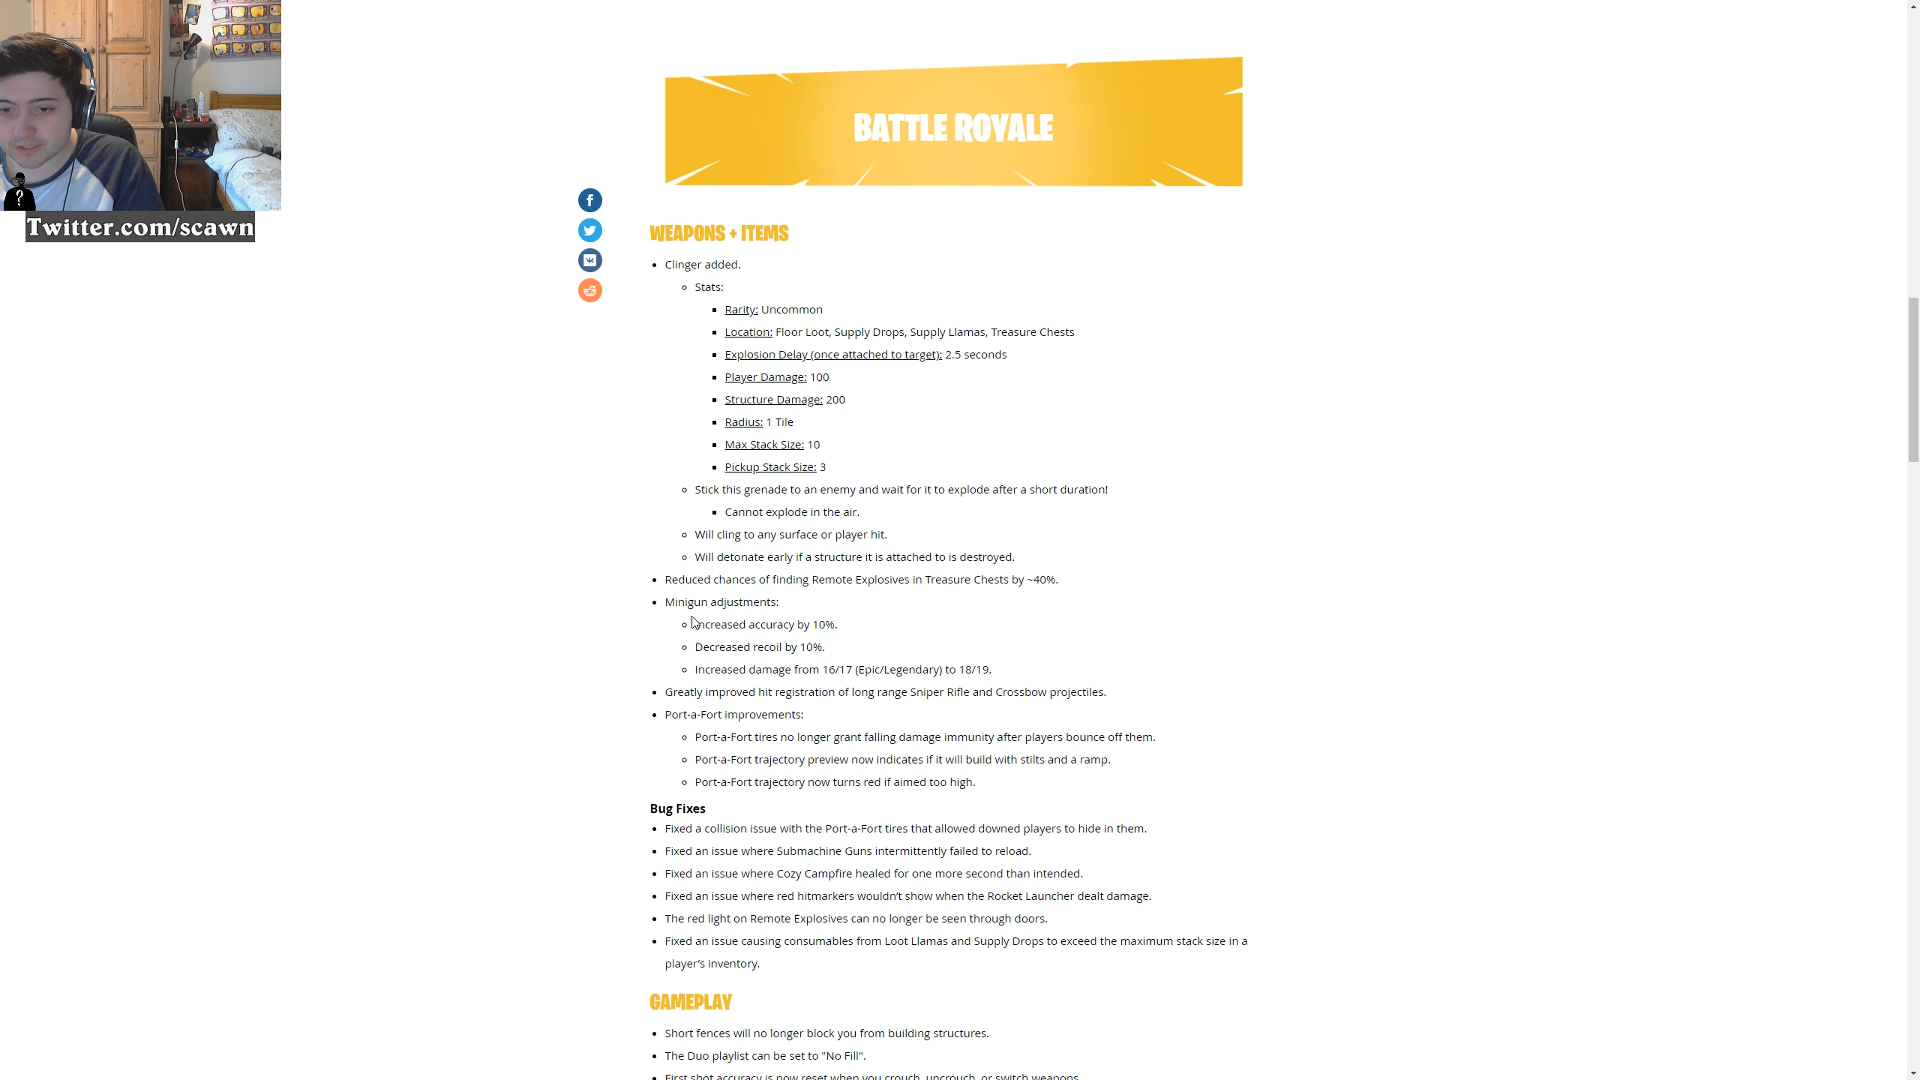 BATTLE ROYALE
Twitter.com/scawn
WEAPONS + ITEMS
Clinger added.
Stats:
Rarity: Uncommon
Location: Floor Loot, Supply Drops, Supply Llamas, Treasure Chests
Explosion Delay (once attached to target): 2.5 seconds
Player Damage: 100
Structure Damage: 200
Radius: 1 Tile
Max Stack Size: 10
Pickup Stack Size: 3
Stick this grenade to an enemy and wait for it to explode after a short duration!
Cannot explode in the air.
Will cling to any surface or player hit.
Will detonate early if a structure it is attached to is destroyed.
Reduced chances of finding Remote Explosives in Treasure Chests by ~40%.
Minigun adjustments:
Increased accuracy by 10%.
Decreased recoil by 10%.
Increased damage from 16/17 (Epic/Legendary) to 18/19.
Greatly improved hit registration of long range Sniper Rifle and Crossbow projectiles.
Port-a-Fort improvements:
Port-a-Fort tires no longer grant falling damage immunity after players bounce off them.
Port-a-Fort trajectory preview now indicates if it will build with stilts and a ramp.
Port-a-Fort trajectory now turns red if aimed too high.
Bug Fixes
Fixed a collision issue with the Port-a-Fort tires that allowed downed players to hide in them.
Fixed an issue where Submachine Guns intermittently failed to reload.
Fixed an issue where Cozy Campfire healed for one more second than intended.
Fixed an issue where red hitmarkers wouldn't show when the Rocket Launcher dealt damage.
The red light on Remote Explosives can no longer be seen through doors.
Fixed an issue causing consumables from Loot Llamas and Supply Drops to exceed the maximum stack size in a
player's inventory.
GAMEPLAY
Short fences will no longer block you from building structures.
The Duo playlist can be set to "No Fill".
First shot accuracy is now reset when you crouch, uncrouch, or switch weapons.